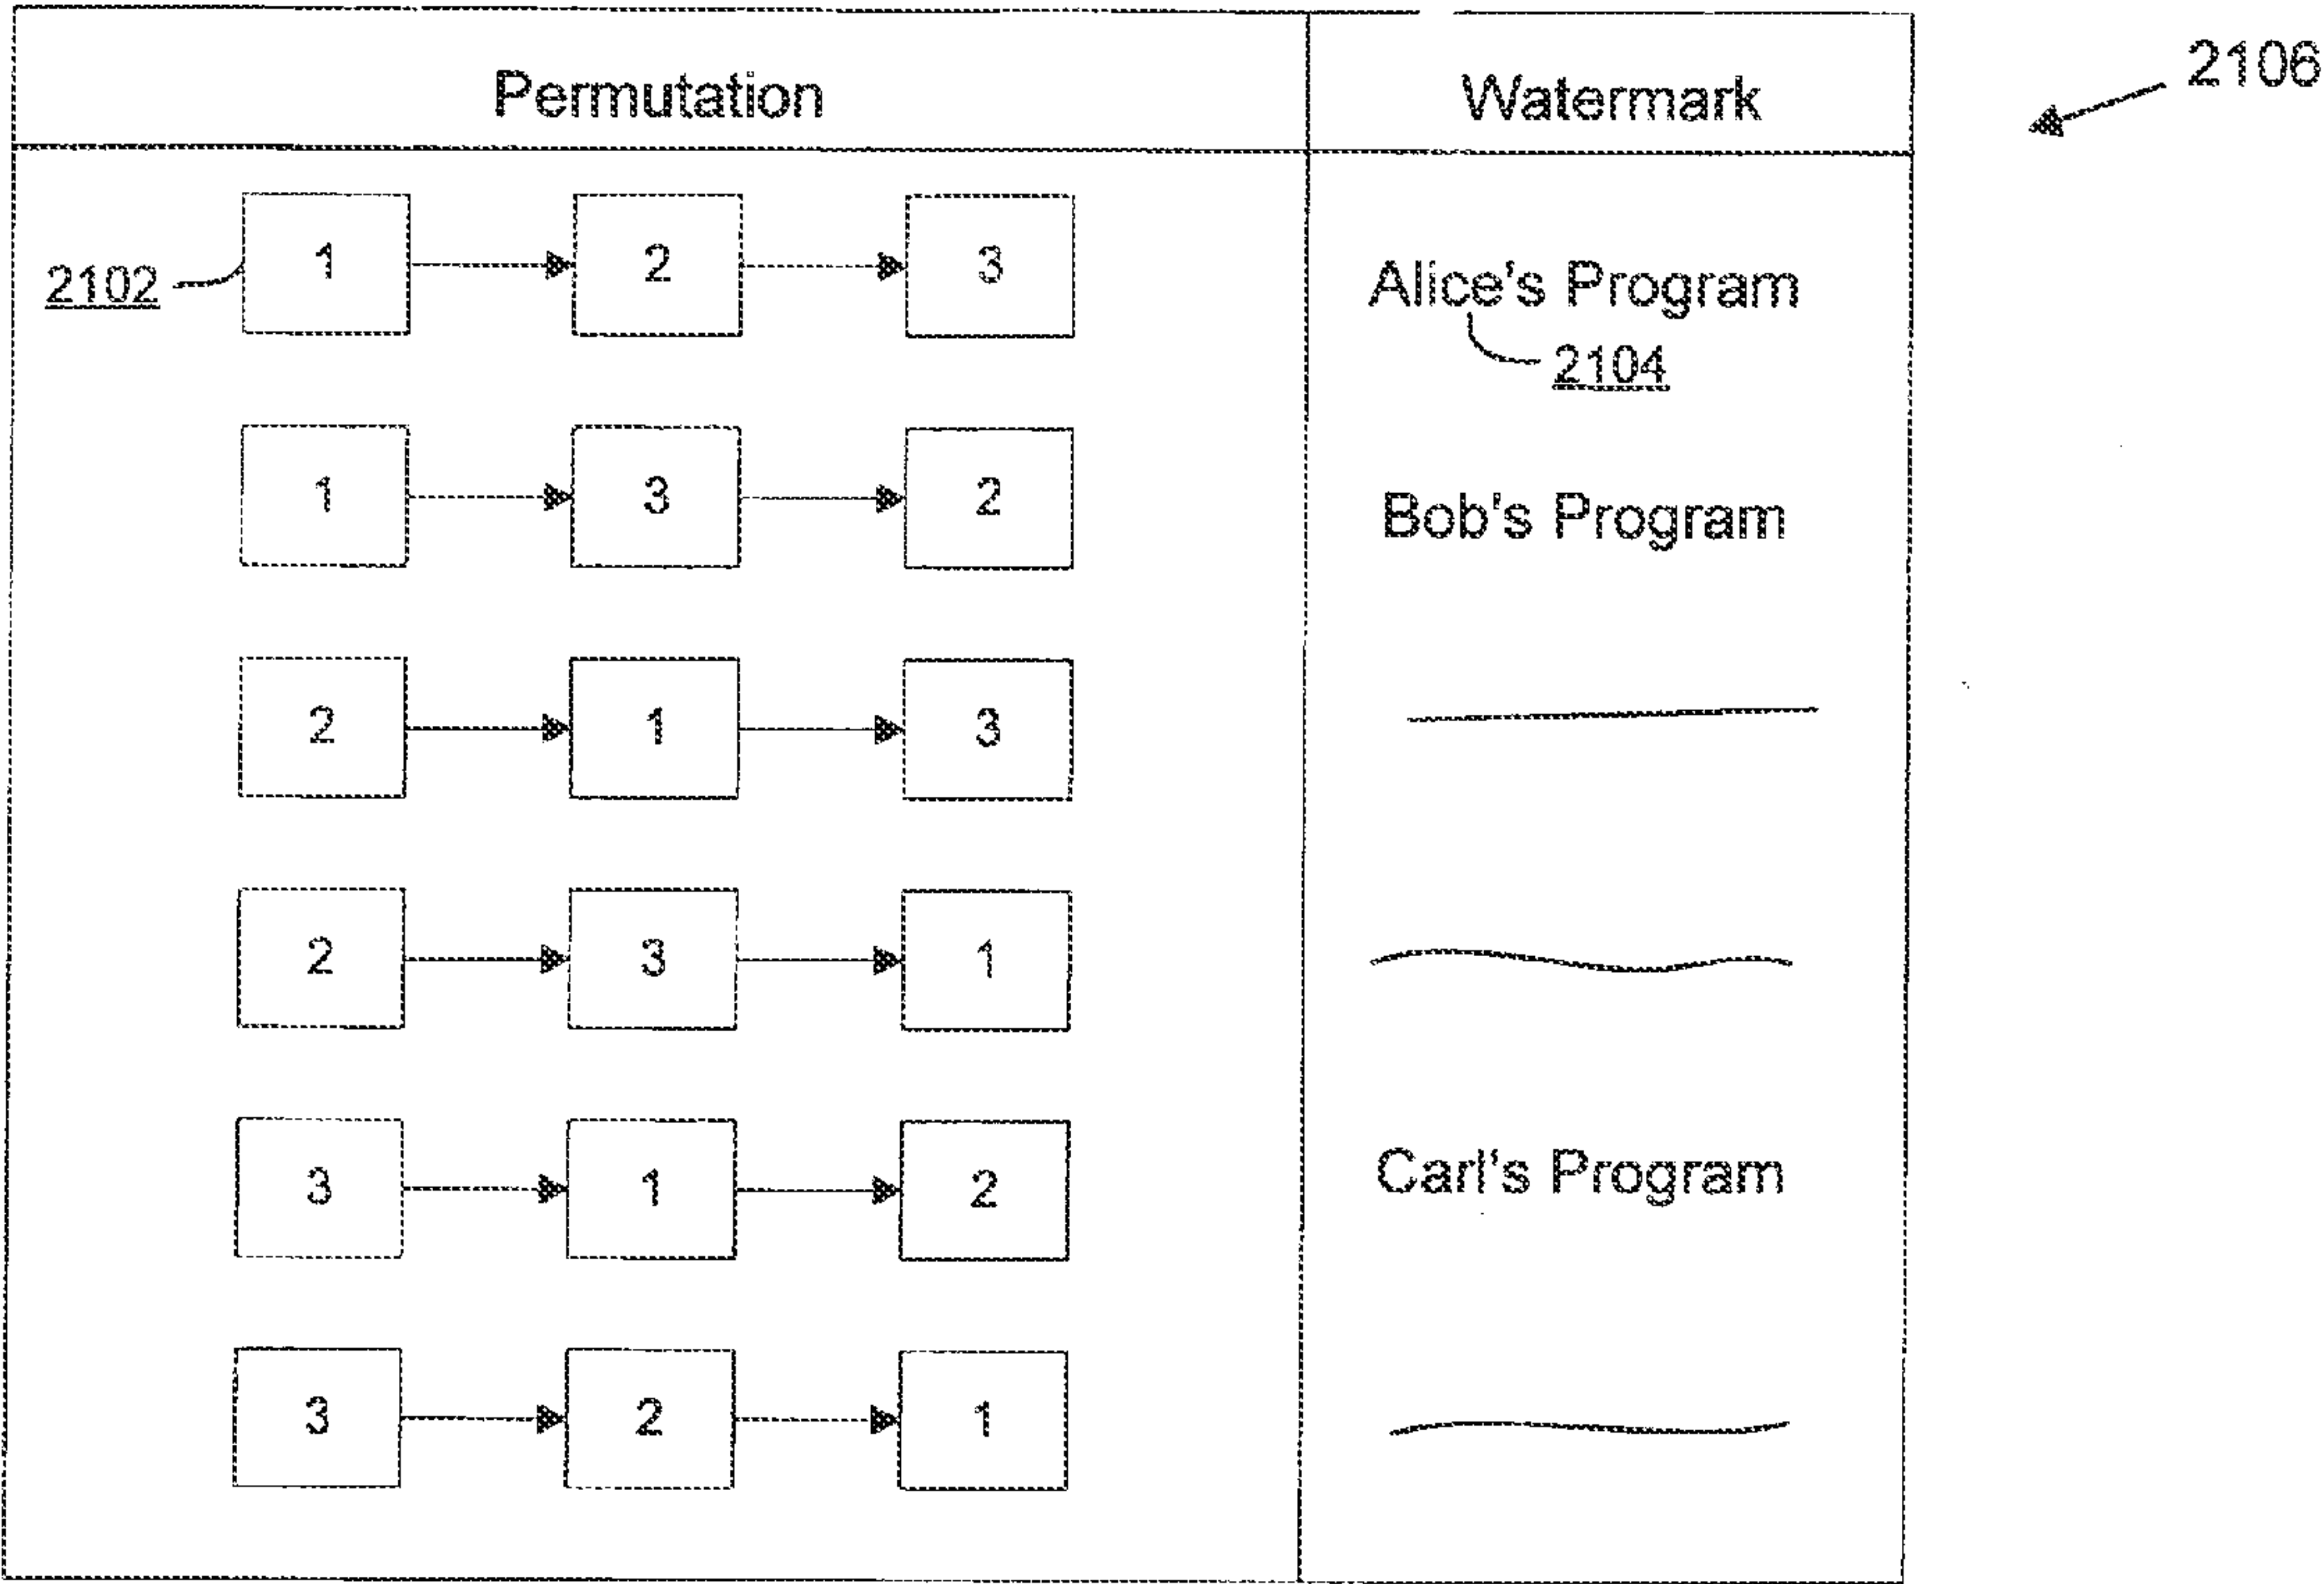 Permutation Watermark 2106
2102 1 2 3 Alice's Program
2104
1 3 2 Bob's Program
2 1 3
2 3 1
3 1 2 Carl's Program
3 2 1